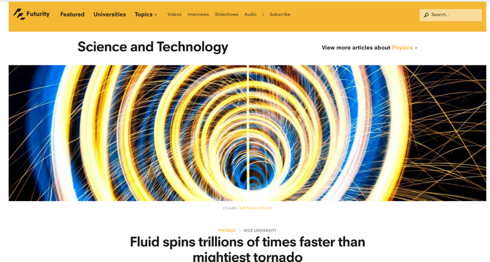 Futurity Featured Universities Topics Videos Interviews Slideshows Audio | Subscribe Search...
Science and Technology
View more articles about Physics
PHYSICS | RICE UNIVERSITY
Fluid spins trillions of times faster than
mightiest tornado